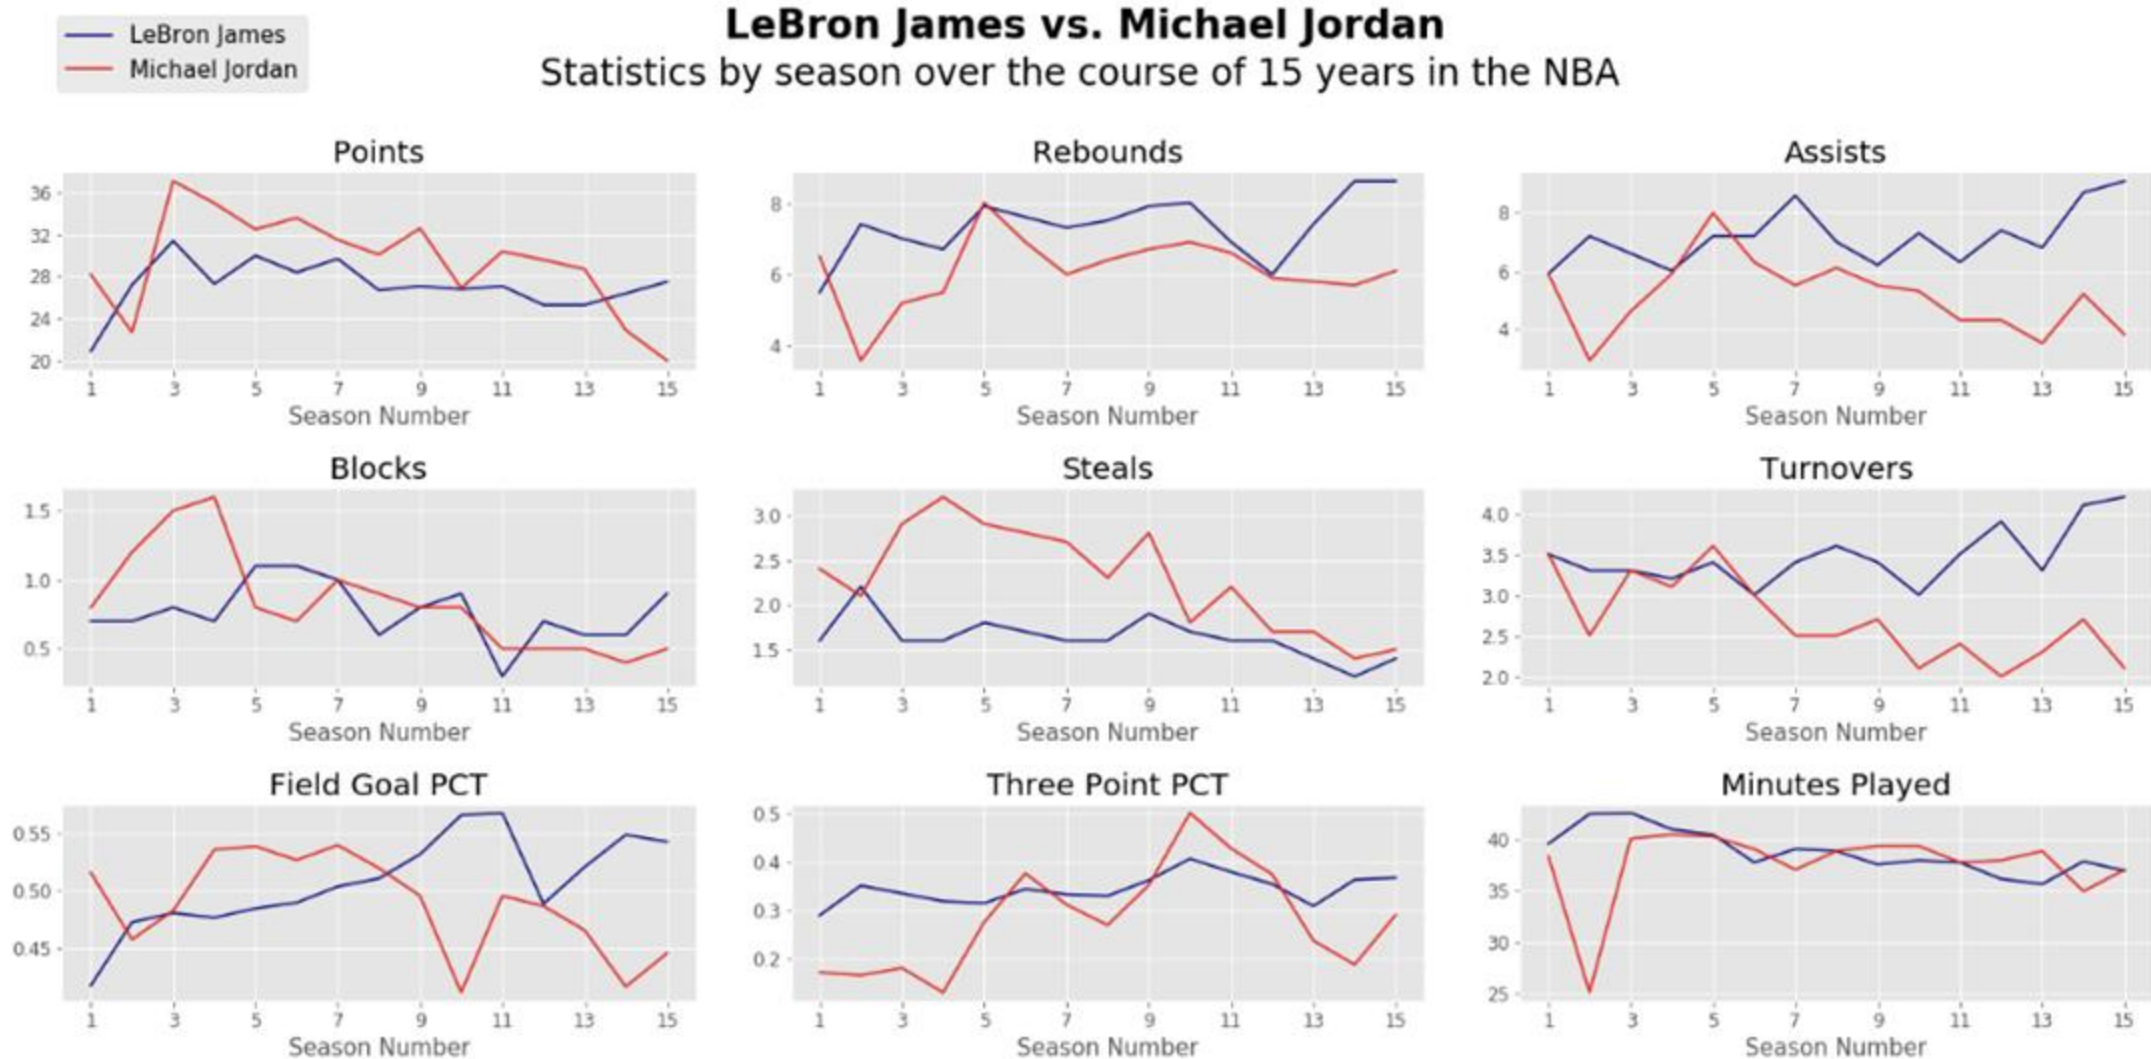 LeBron James vs. Michael Jordan
Statistics by season over the course of 15 years in the NBA
LeBron James
Michael Jordan
Points
36
32
28
24
20
1 3 5 7 9 11 13 15
Season Number
Rebounds
8
6
4
1 3 5 7 9 11 13 15
Season Number
Assists
8
6
4
1 3 5 7 9 11 13 15
Season Number
Blocks
1.5
1.0
0.5
1 3 5 7 9 11 13 15
Season Number
Steals
3.0
2.5
2.0
1.5
1 3 5 7 9 11 13 15
Season Number
Turnovers
4.0
3.5
3.0
2.5
2.0
1 3 5 7 9 11 13 15
Season Number
Field Goal PCT
0.55
0.50
0.45
1 3 5 7 9 11 13 15
Season Number
Three Point PCT
0.5
0.4
0.3
0.2
1 3 5 7 9 11 13 15
Season Number
Minutes Played
40
35
30
25
1 3 5 7 9 11 13 15
Season Number